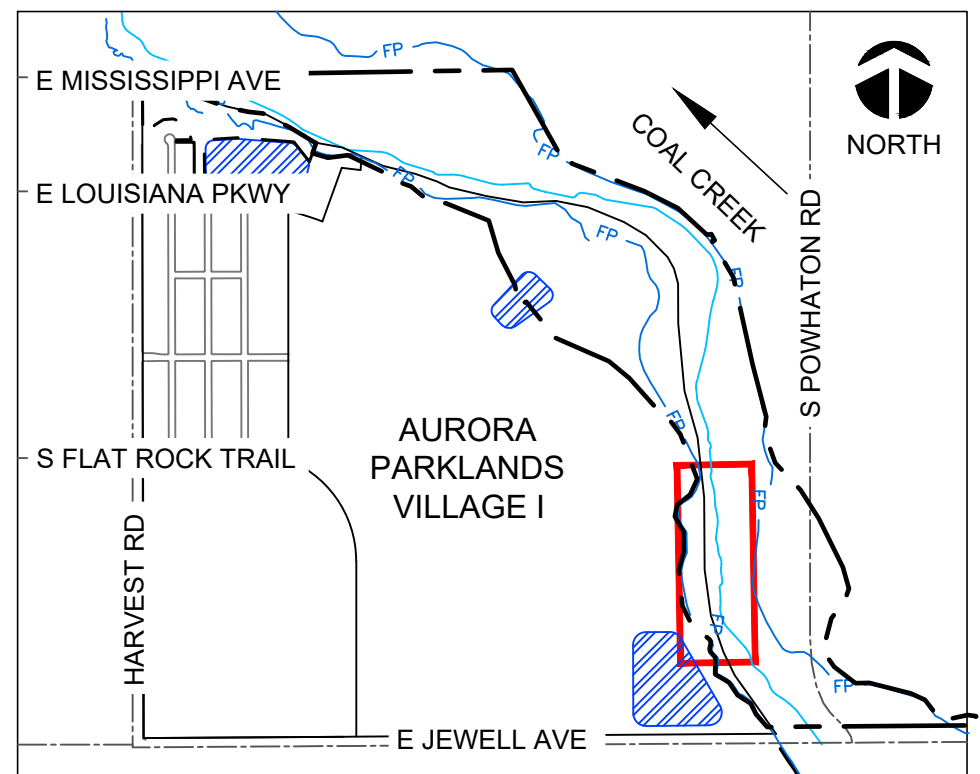 FP
E MISSISSIPPI AVE
NORTH
COAL CREEK
FP
FP
E LOUISIANA PKWY
FP
S POWHATON RD
FP
FP
AURORA
PARKLANDS
VILLAGE I
S FLAT ROCK TRAIL
FP
HARVEST RD
FP
FP
E JEWELL AVE